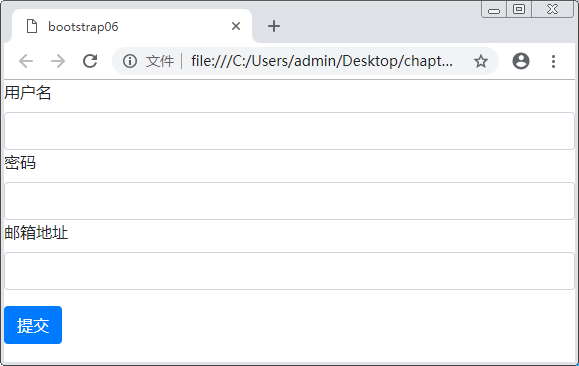 bootstrap06
文件 file:///C:/Users/admin/Desktop/chapt...
用户名
密码
邮箱地址
提交